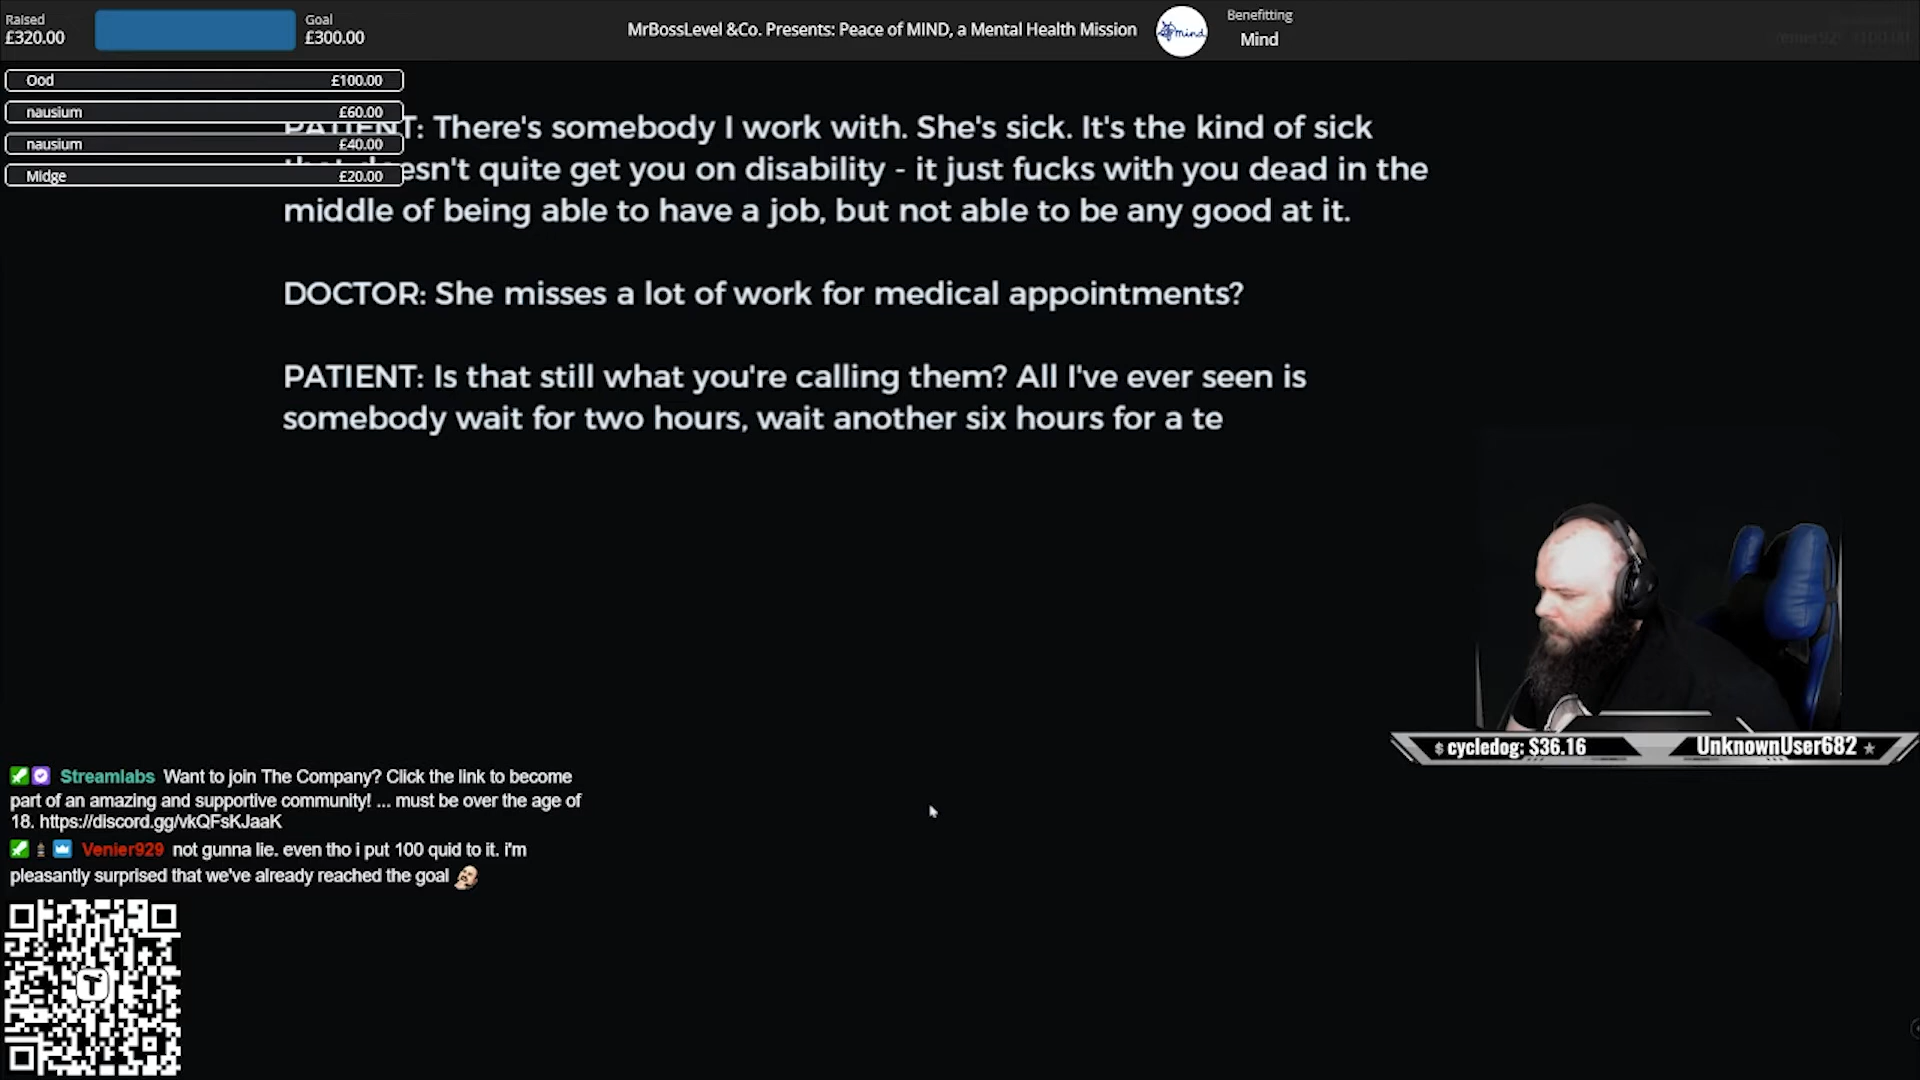 Raised
£320.00
Goal
£300.00
MrBossLevel &Co. Presents: Peace of MIND, a Mental Health Mission
mind
Benefitting
Mind
Ood £100.00
nausium £60.00
nausium £40.00
Midge £20.00
PATIENT: There's somebody I work with. She's sick. It's the kind of sick
that doesn't quite get you on disability - it just fucks with you dead in the
middle of being able to have a job, but not able to be any good at it.
DOCTOR: She misses a lot of work for medical appointments?
PATIENT: Is that still what you're calling them? All I've ever seen is
somebody wait for two hours, wait another six hours for a te
$ cycledog: $36.16
UnknownUser682
Streamlabs Want to join The Company? Click the link to become
part of an amazing and supportive community! ... must be over the age of
18. https://discord.gg/vkQFsKJaaK
Venier929 not gunna lie. even tho i put 100 quid to it. i'm
pleasantly surprised that we've already reached the goal